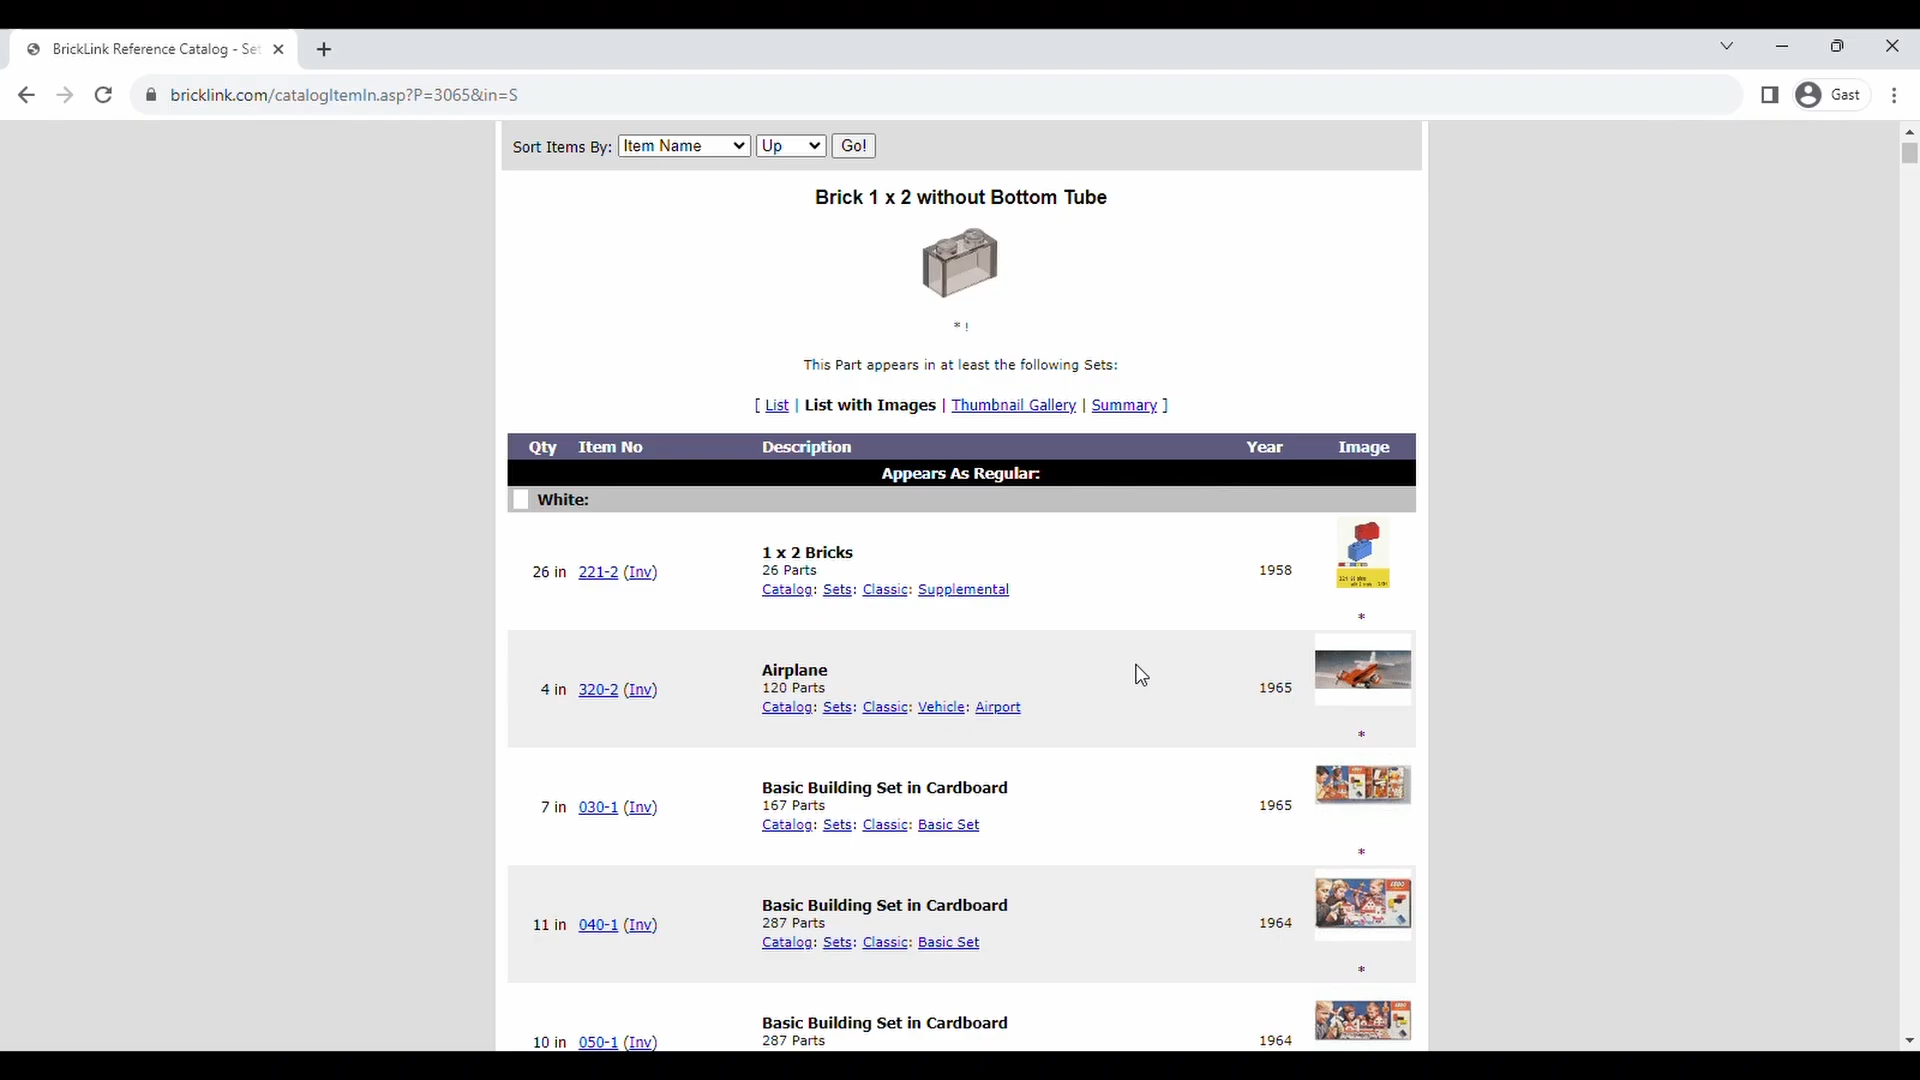 BrickLink Reference Catalog - Set
bricklink.com/catalogItemIn.asp?P=3065&in=S
Gast
Sort Items By: Item Name Up Go!
Brick 1 x 2 without Bottom Tube
* !
This Part appears in at least the following Sets:
[ List | List with Images | Thumbnail Gallery | Summary ]
Qty Item No Description Year Image
Appears As Regular:
White:
1 x 2 Bricks
26 in 221-2 (Inv) 26 Parts 1958
Catalog: Sets: Classic: Supplemental
*
Airplane
4 in 320-2 (Inv) 120 Parts 1965
Catalog: Sets: Classic: Vehicle: Airport
*
Basic Building Set in Cardboard
7 in 030-1 (Inv) 167 Parts 1965
Catalog: Sets: Classic: Basic Set
*
Basic Building Set in Cardboard
11 in 040-1 (Inv) 287 Parts 1964
Catalog: Sets: Classic: Basic Set
*
Basic Building Set in Cardboard
10 in 050-1 (Inv) 287 Parts 1964